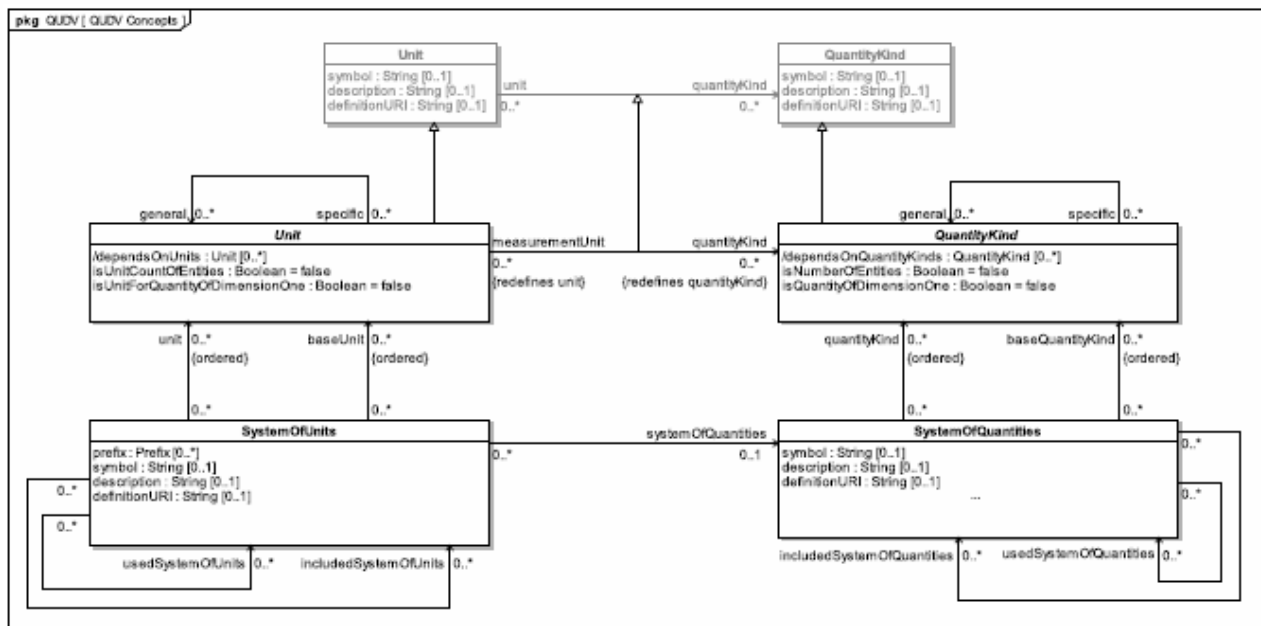 pkg QUDV [ QUDV Concepts ]
Unit
symbol : String [0..1]
description : String [0..1]
definitionURI : String [0..1]
unit
0..*
quantityKind
0..*
QuantityKind
symbol : String [0..1]
description : String [0..1]
definitionURI : String [0..1]
general 0..*
specific 0..*
Unit
/dependsOnUnits : Unit [0..*]
isUnitCountOfEntities : Boolean = false
isUnitForQuantityOfDimensionOne : Boolean = false
measurementUnit
0..*
{redefines unit}
quantityKind
0..*
{redefines quantityKind}
general 0..*
specific 0..*
QuantityKind
/dependsOnQuantityKinds : QuantityKind [0..*]
isNumberOfEntities : Boolean = false
isQuantityOfDimensionOne : Boolean = false
unit 0..*
{ordered}
baseUnit 0..*
{ordered}
quantityKind 0..*
{ordered}
baseQuantityKind 0..*
{ordered}
0..*
0..*
0..*
0..*
SystemOfUnits
prefix : Prefix [0..*]
symbol : String [0..1]
description : String [0..1]
definitionURI : String [0..1]
0..*
systemOfQuantities
0..1
SystemOfQuantities
symbol : String [0..1]
description : String [0..1]
definitionURI : String [0..1]
...
0..*
0..*
0..*
0..*
usedSystemOfUnits 0..*
includedSystemOfUnits 0..*
includedSystemOfQuantities 0..*
usedSystemOfQuantities 0..*